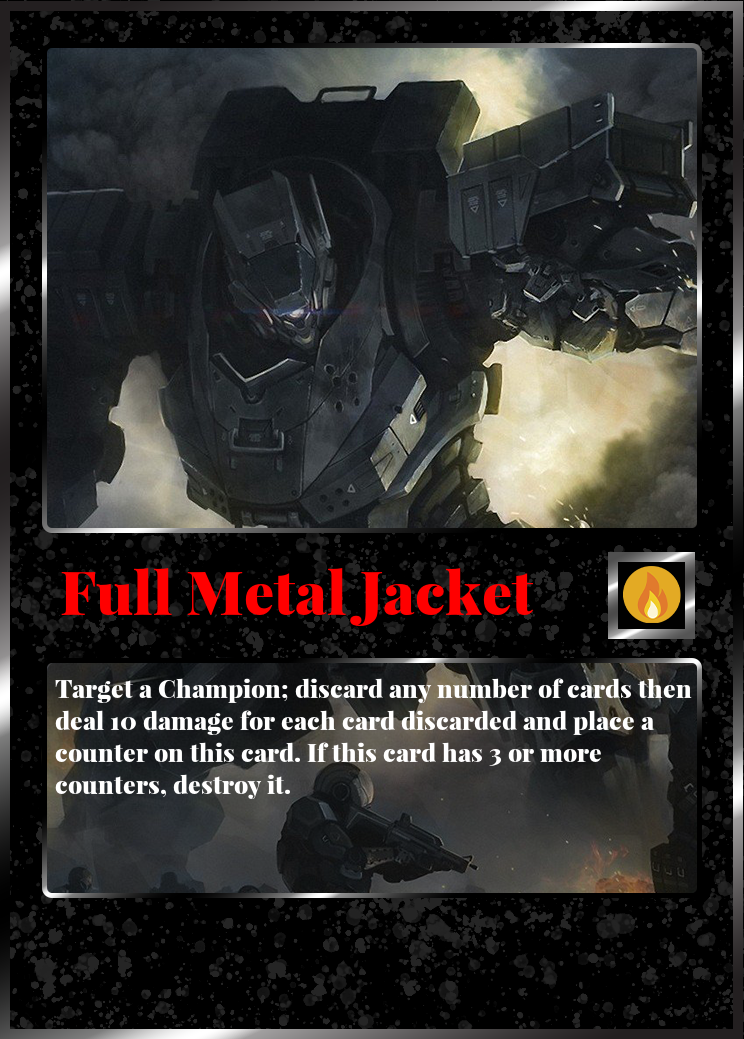 Full Metal Jacket
Target a Champion; discard any number of cards then
deal 10 damage for each card discarded and place a
counter on this card. If this card has 3 or more
counters, destroy it.